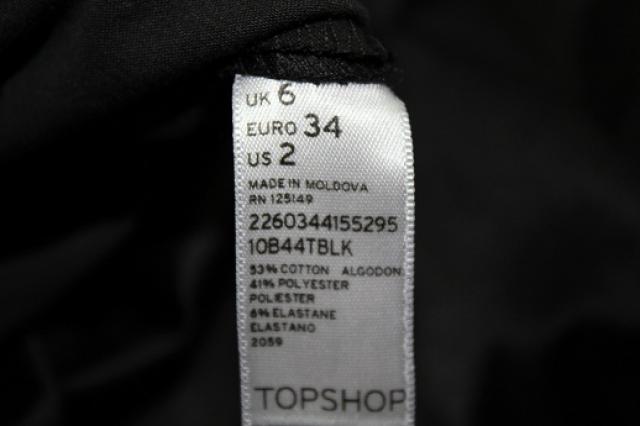 UK 6
EURO 34
US 2
MADE IN MOLDOVA
RN 125149
2260344155295
10B44TBLK
53% COTTON ALGODON
41% POLYESTER
POLIESTER
6% ELASTANE
ELASTANO
2059
TOPSHOP